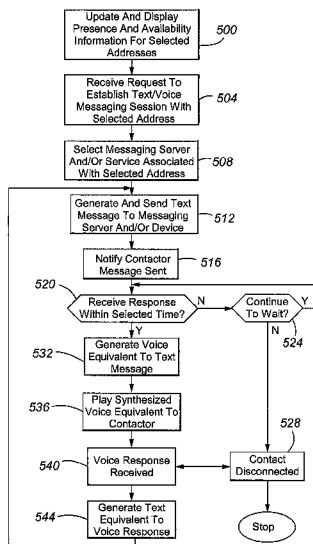 Update And Display
Presence And Availability
Information For Selected
Addresses
500
Receive Request To
Establish Text/Voice
Messaging Session With
Selected Address
504
Select Messaging Server
And/Or Service Associated
With Selected Address
508
Generate And Send Text
Message To Messaging
Server And/Or Device
512
Notify Contactor
Message Sent
516
520
Receive Response
Within Selected Time?
N
Continue
To Wait?
Y
524
Y
N
532
Generate Voice
Equivalent To Text
Message
536
Play Synthesized
Voice Equivalent To
Contactor
528
540
Voice Response
Received
Contact
Disconnected
544
Generate Text
Equivalent To
Voice Response
Stop